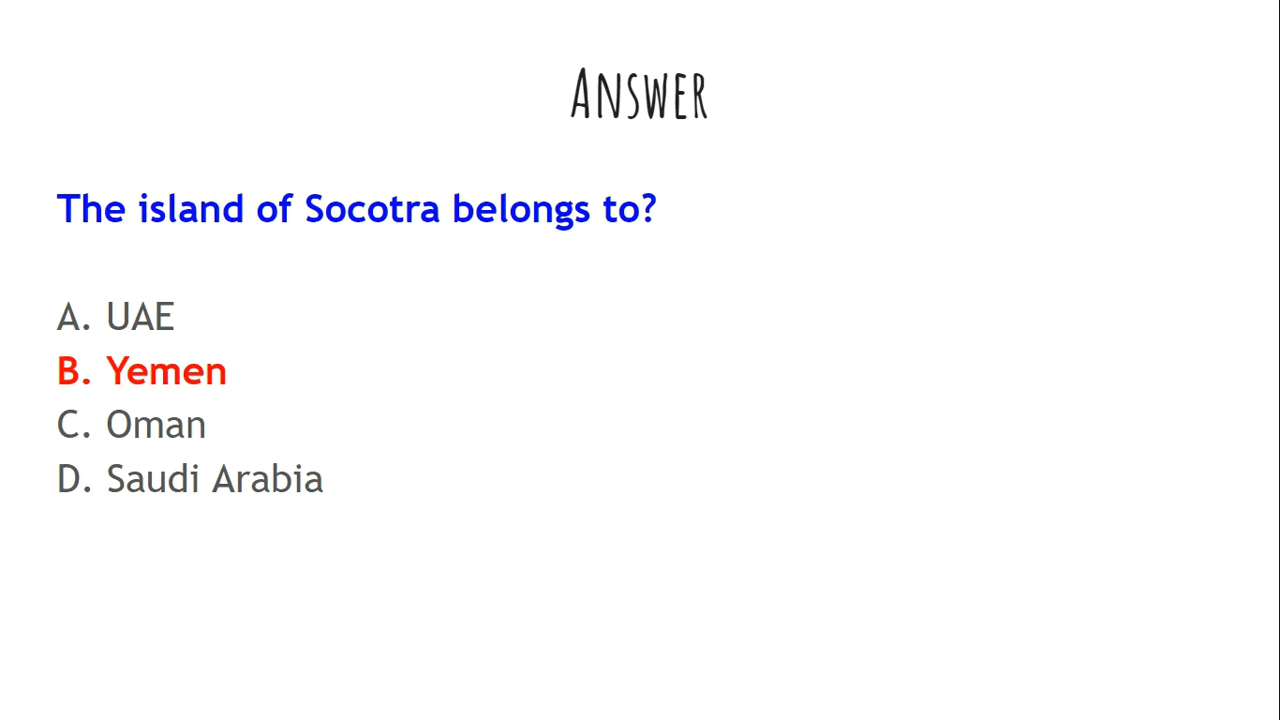 Answer
The island of Socotra belongs to?
A. UAE
B. Yemen
C. Oman
D. Saudi Arabia